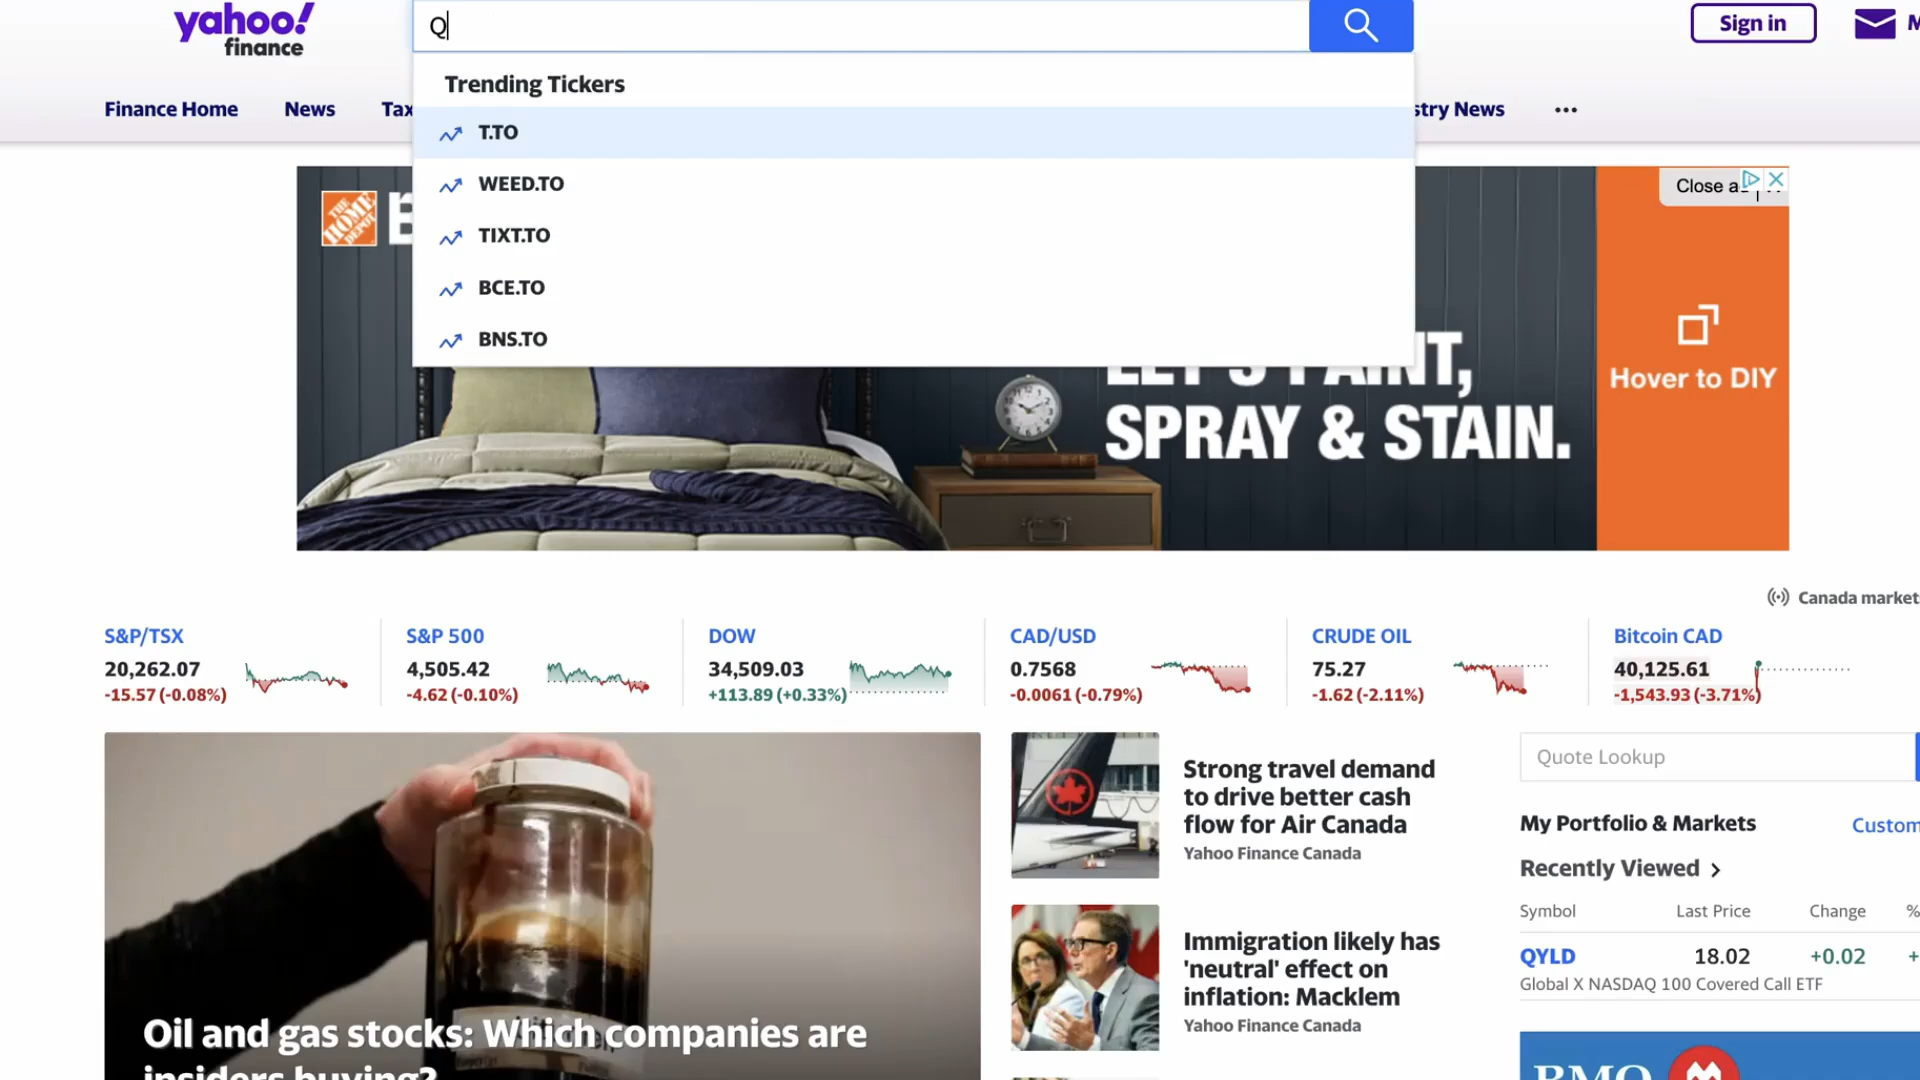 yahoo!
finance
Q
Sign in
Trending Tickers
T.TO
WEED.TO
TIXT.TO
BCE.TO
BNS.TO
Finance Home
News
Tax
stry News
•••
THE HOME DEPOT
Close a
SPRAY & STAIN.
Hover to DIY
Canada markets
S&P/TSX
20,262.07
-15.57 (-0.08%)
S&P 500
4,505.42
-4.62 (-0.10%)
DOW
34,509.03
+113.89 (+0.33%)
CAD/USD
0.7568
-0.0061 (-0.79%)
CRUDE OIL
75.27
-1.62 (-2.11%)
Bitcoin CAD
40,125.61
-1,543.93 (-3.71%)
Oil and gas stocks: Which companies are
insiders buying?
Strong travel demand
to drive better cash
flow for Air Canada
Yahoo Finance Canada
Immigration likely has
'neutral' effect on
inflation: Macklem
Yahoo Finance Canada
Quote Lookup
My Portfolio & Markets
Custom
Recently Viewed >
Symbol Last Price Change %
QYLD 18.02 +0.02 +
Global X NASDAQ 100 Covered Call ETF
BMO